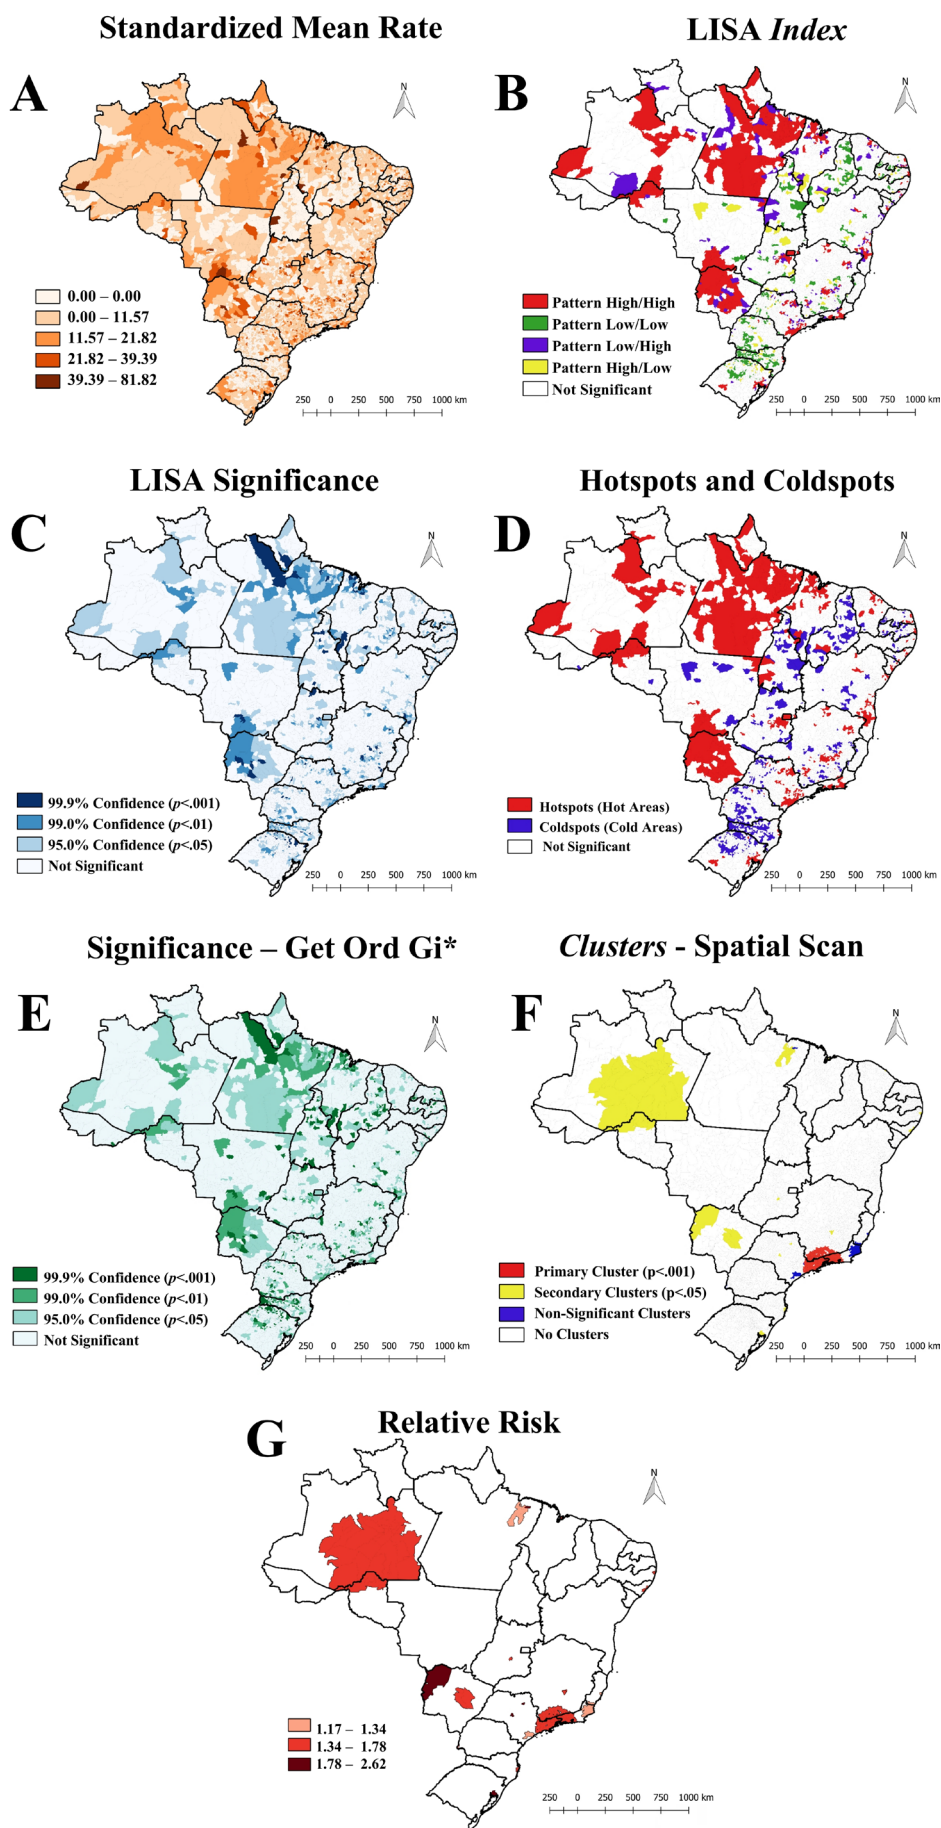 Standardized Mean Rate
LISA Index
A
N
B
N
0.00 – 0.00
0.00 – 11.57
11.57 – 21.82
21.82 – 39.39
39.39 – 81.82
250 0 250 500 750 1000 km
Pattern High/High
Pattern Low/Low
Pattern Low/High
Pattern High/Low
Not Significant
250 0 250 500 750 1000 km
LISA Significance
Hotspots and Coldspots
C
N
D
N
99.9% Confidence (p<.001)
99.0% Confidence (p<.01)
95.0% Confidence (p<.05)
Not Significant
250 0 250 500 750 1000 km
Hotspots (Hot Areas)
Coldspots (Cold Areas)
Not Significant
250 0 250 500 750 1000 km
Significance – Get Ord Gi*
Clusters - Spatial Scan
E
N
F
N
99.9% Confidence (p<.001)
99.0% Confidence (p<.01)
95.0% Confidence (p<.05)
Not Significant
250 0 250 500 750 1000 km
Primary Cluster (p<.001)
Secondary Clusters (p<.05)
Non-Significant Clusters
No Clusters
250 0 250 500 750 1000 km
Relative Risk
G
N
1.17 – 1.34
1.34 – 1.78
1.78 – 2.62
250 0 250 500 750 1000 km